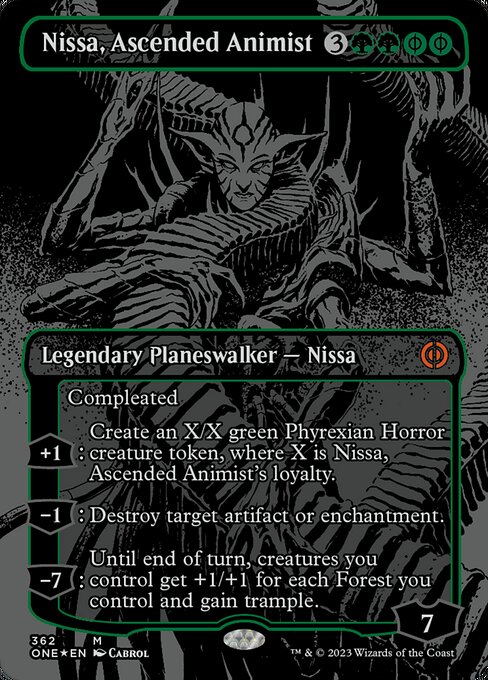 Nissa, Ascended Animist 3
Legendary Planeswalker — Nissa
Compleated
Create an X/X green Phyrexian Horror
+1 : creature token, where X is Nissa,
Ascended Animist's loyalty.
−1 : Destroy target artifact or enchantment.
Until end of turn, creatures you
−7 : control get +1/+1 for each Forest you
control and gain trample.
7
362 M
ONE★EN CABROL
™ & © 2023 Wizards of the Coast